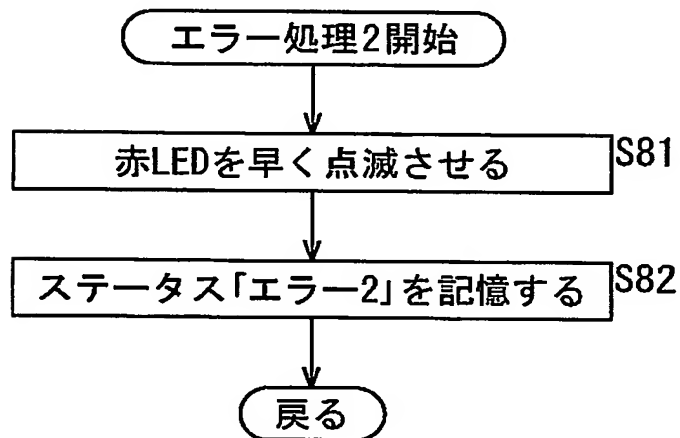 エラー処理2開始
赤LEDを早く点滅させる
S81
ステータス「エラー2」を記憶する
S82
戻る